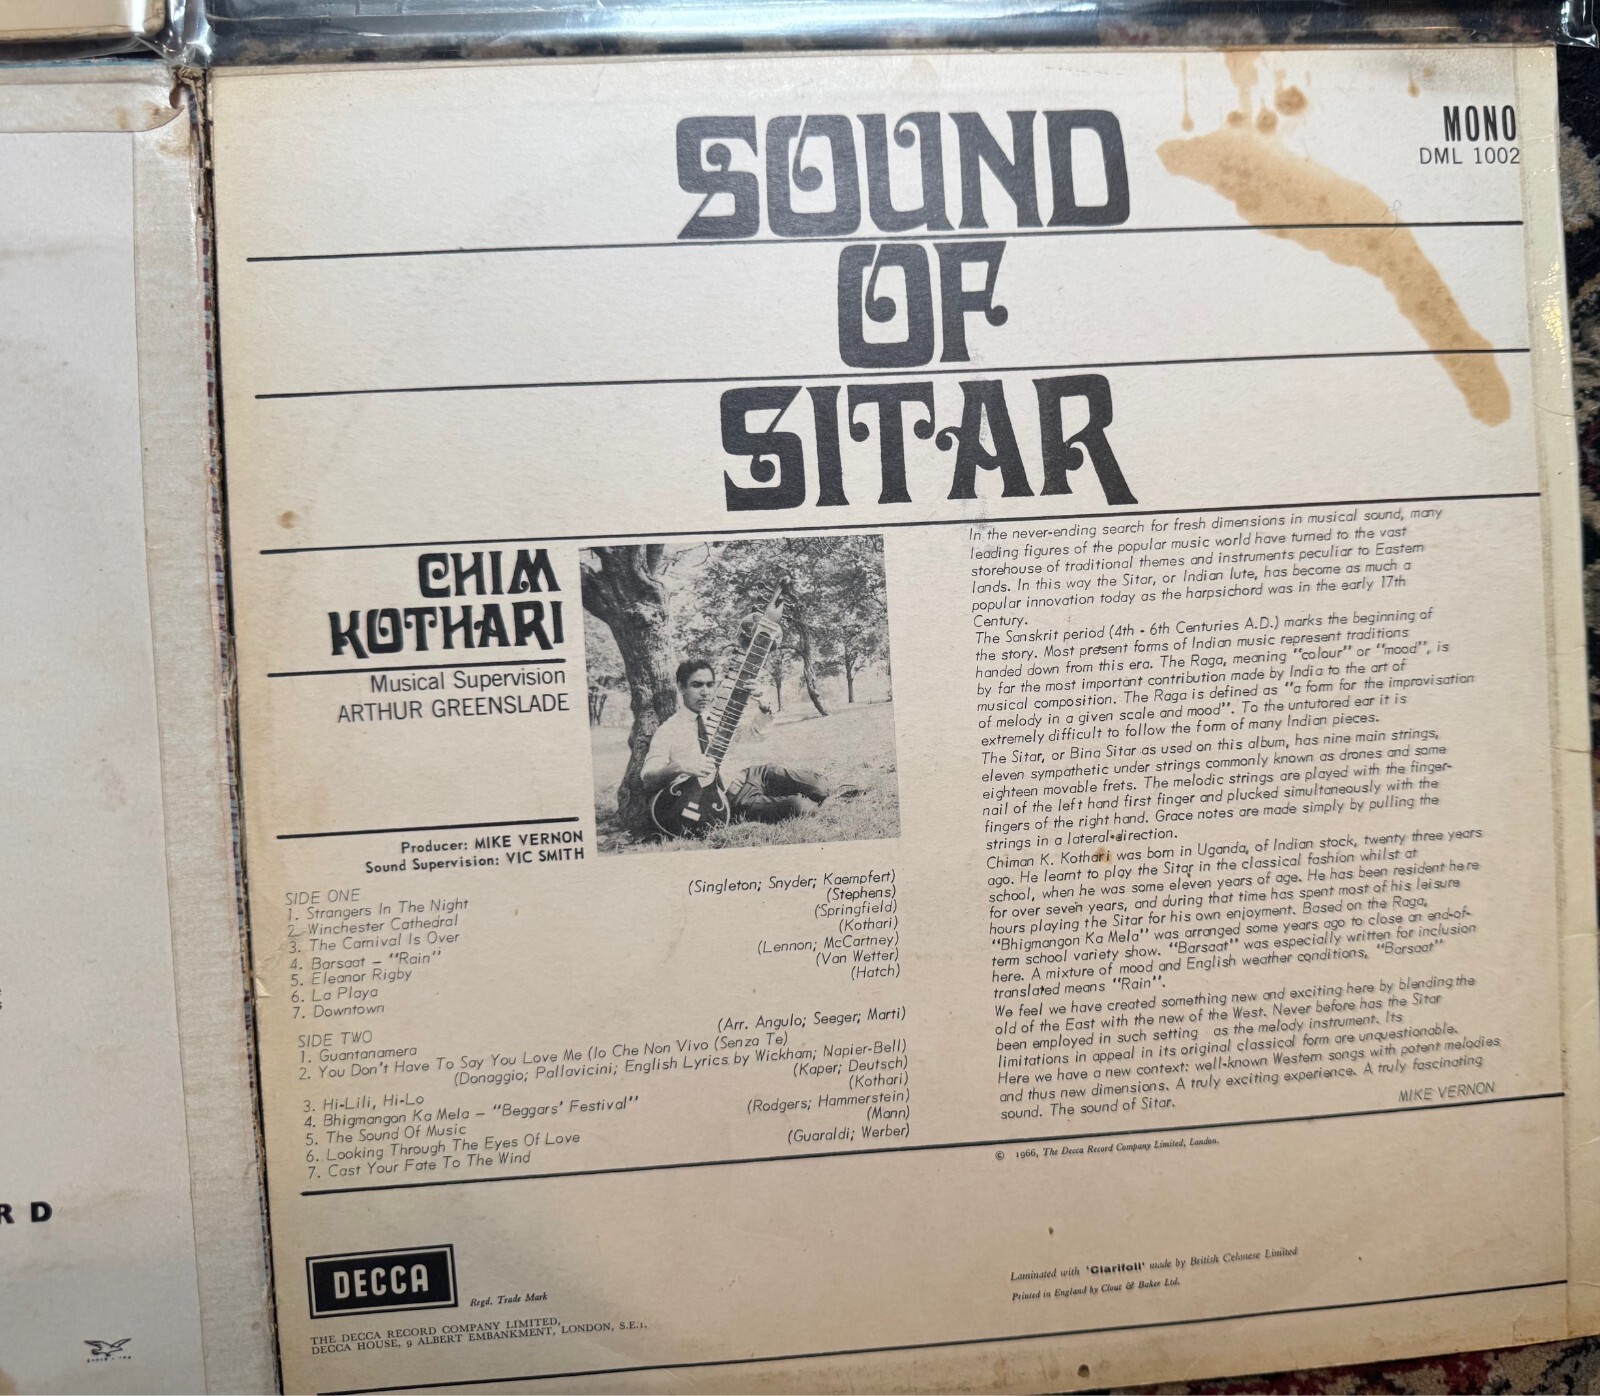 SOUND
OF
SITAR
MONO
DML 1002
CHIM
KOTHARI
Musical Supervision
ARTHUR GREENSLADE
Producer: MIKE VERNON
Sound Supervision: VIC SMITH
SIDE ONE
1. Strangers In The Night (Singleton; Snyder; Kaempfert)
2. Winchester Cathedral (Stephens)
3. The Carnival Is Over (Springfield)
4. Barsaat – "Rain" (Kothari)
5. Eleanor Rigby (Lennon; McCartney)
6. La Playa (Van Wetter)
7. Downtown (Hatch)
SIDE TWO
1. Guantanamera (Arr. Angulo; Seeger; Marti)
2. You Don't Have To Say You Love Me (Io Che Non Vivo (Senza Te)
(Donaggio; Pallavicini; English Lyrics by Wickham; Napier-Bell)
3. Hi-Lili, Hi-Lo (Kaper; Deutsch)
4. Bhigmangon Ka Mela – "Beggars' Festival" (Kothari)
5. The Sound Of Music (Rodgers; Hammerstein)
6. Looking Through The Eyes Of Love (Mann)
7. Cast Your Fate To The Wind (Guaraldi; Werber)
In the never-ending search for fresh dimensions in musical sound, many
leading figures of the popular music world have turned to the vast
storehouse of traditional themes and instruments peculiar to Eastern
lands. In this way the Sitar, or Indian lute, has become as much a
popular innovation today as the harpsichord was in the early 17th
Century.
The Sanskrit period (4th - 6th Centuries A.D.) marks the beginning of
the story. Most present forms of Indian music represent traditions
handed down from this era. The Raga, meaning "colour" or "mood", is
by far the most important contribution made by India to the art of
musical composition. The Raga is defined as "a form for the improvisation
of melody in a given scale and mood". To the untutored ear it is
extremely difficult to follow the form of many Indian pieces.
The Sitar, or Bina Sitar as used on this album, has nine main strings,
eleven sympathetic under strings commonly known as drones and some
eighteen movable frets. The melodic strings are played with the finger-
nail of the left hand first finger and plucked simultaneously with the
fingers of the right hand. Grace notes are made simply by pulling the
strings in a lateral direction.
Chiman K. Kothari was born in Uganda, of Indian stock, twenty three years
ago. He learnt to play the Sitar in the classical fashion whilst at
school, when he was some eleven years of age. He has been resident here
for over seven years, and during that time has spent most of his leisure
hours playing the Sitar for his own enjoyment. Based on the Raga,
"Bhigmangon Ka Mela" was arranged some years ago to close an end-of-
term school variety show. "Barsaat" was especially written for inclusion
here. A mixture of mood and English weather conditions, "Barsaat"
translated means "Rain".
We feel we have created something new and exciting here by blending the
old of the East with the new of the West. Never before has the Sitar
been employed in such setting as the melody instrument. Its
limitations in appeal in its original classical form are unquestionable.
Here we have a new context: well-known Western songs with potent melodies
and thus new dimensions. A truly exciting experience. A truly fascinating
sound. The sound of Sitar.
MIKE VERNON
© 1966, The Decca Record Company Limited, London.
DECCA
Regd. Trade Mark
THE DECCA RECORD COMPANY LIMITED,
DECCA HOUSE, 9 ALBERT EMBANKMENT, LONDON, S.E.1.
Laminated with 'Clarifoil' made by British Celanese Limited
Printed in England by Clout & Baker Ltd.
R D